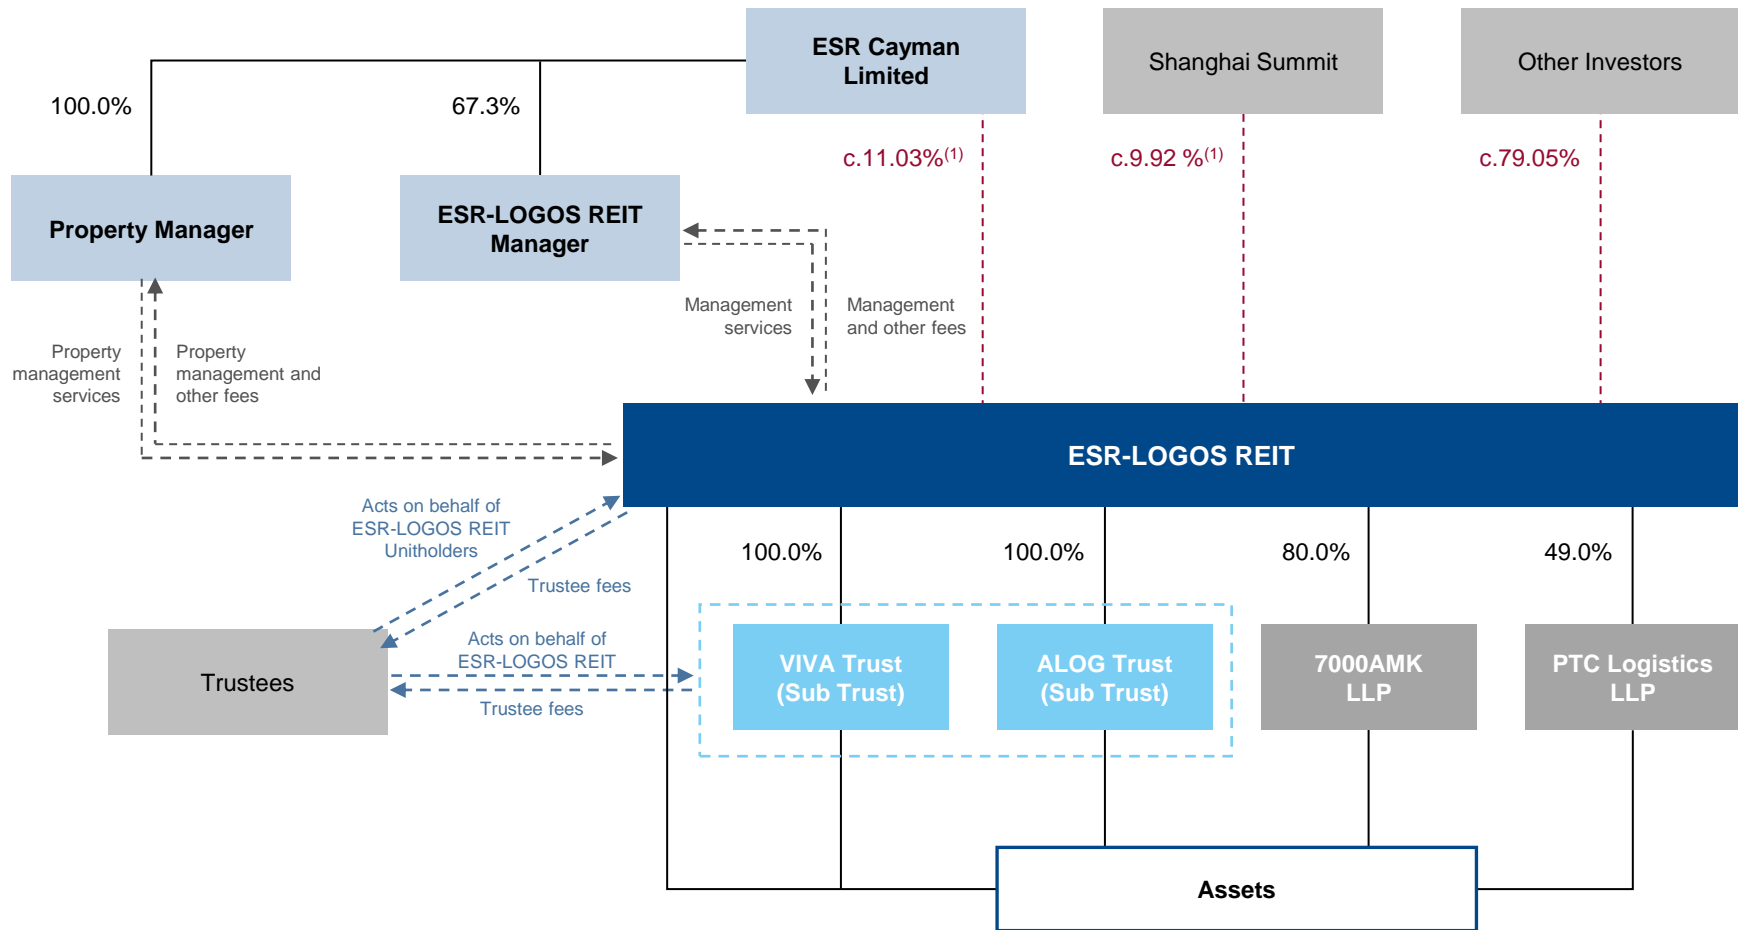 ESR Cayman
Limited
Shanghai Summit
Other Investors
100.0%
67.3%
c.11.03%(1)
c.9.92 %(1)
c.79.05%
Property Manager
ESR-LOGOS REIT
Manager
Management
services
Management
and other fees
Property
management
services
Property
management and
other fees
ESR-LOGOS REIT
Acts on behalf of
ESR-LOGOS REIT
Unitholders
Trustee fees
100.0%
100.0%
80.0%
49.0%
Trustees
Acts on behalf of
ESR-LOGOS REIT
Trustee fees
VIVA Trust
(Sub Trust)
ALOG Trust
(Sub Trust)
7000AMK
LLP
PTC Logistics
LLP
Assets